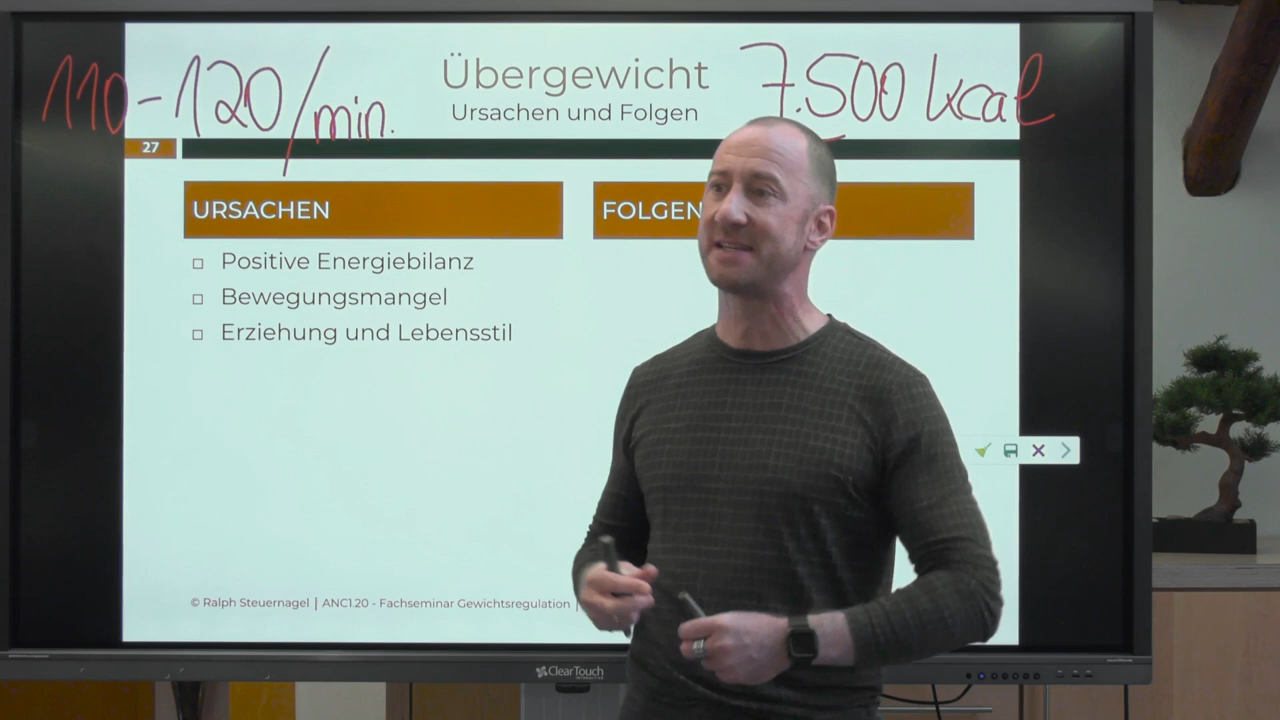 110-120/min.
Übergewicht
7.500 kcal
Ursachen und Folgen
27
URSACHEN
Positive Energiebilanz
Bewegungsmangel
Erziehung und Lebensstil
FOLGEN
© Ralph Steuernagel | ANC1.20 - Fachseminar Gewichtsregulation |
ClearTouch
INTERACTIVE